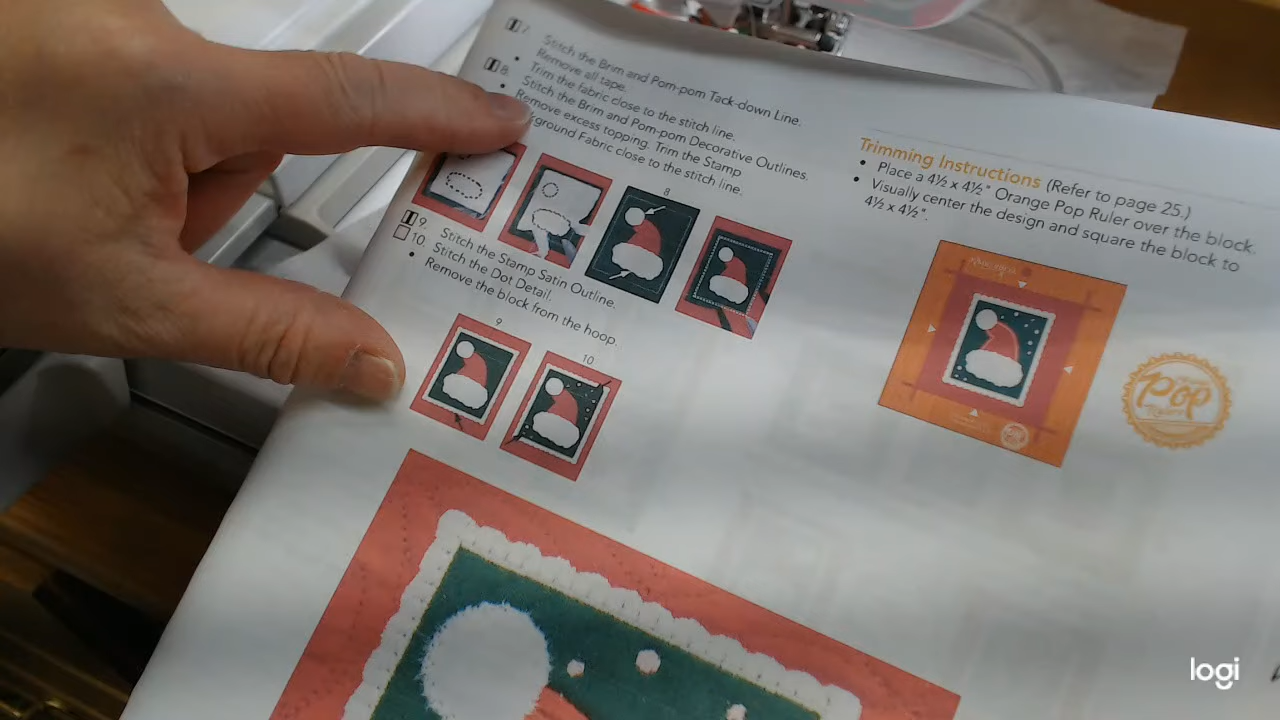 7.
Stitch the Brim and Pom-pom Tack-down Line.
Remove all tape.
• Trim the fabric close to the stitch line.
8.
Stitch the Brim and Pom-pom Decorative Outlines.
• Remove excess topping. Trim the Stamp
Fabric close to the stitch line.
8
9. Stitch the Stamp Satin Outline.
10. Stitch the Dot Detail.
• Remove the block from the hoop.
9
10
Trimming Instructions (Refer to page 25.)
• Place a 4½ x 4½" Orange Pop Ruler over the block.
• Visually center the design and square the block to
4½ x 4½".
Pop
logi